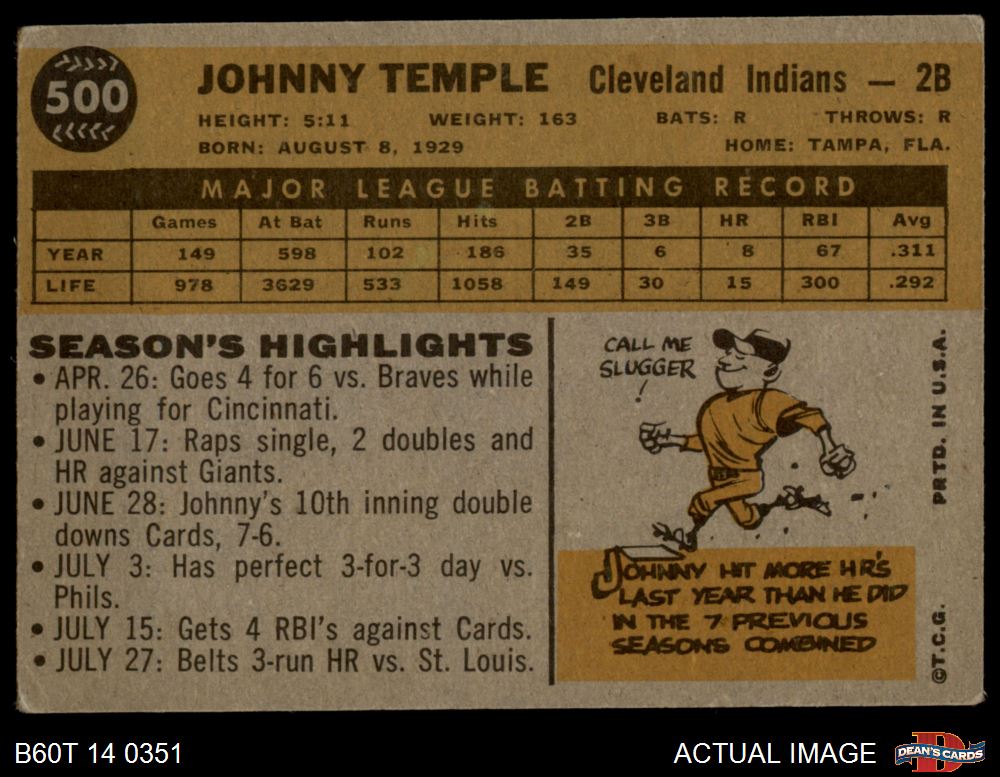 500
JOHNNY TEMPLE Cleveland Indians — 2B
HEIGHT: 5:11 WEIGHT: 163 BATS: R THROWS: R
BORN: AUGUST 8, 1929 HOME: TAMPA, FLA.
MAJOR LEAGUE BATTING RECORD
Games At Bat Runs Hits 2B 3B HR RBI Avg
YEAR 149 598 102 186 35 6 8 67 .311
LIFE 978 3629 533 1058 149 30 15 300 .292
SEASON'S HIGHLIGHTS
• APR. 26: Goes 4 for 6 vs. Braves while
playing for Cincinnati.
• JUNE 17: Raps single, 2 doubles and
HR against Giants.
• JUNE 28: Johnny's 10th inning double
downs Cards, 7-6.
• JULY 3: Has perfect 3-for-3 day vs.
Phils.
• JULY 15: Gets 4 RBI's against Cards.
• JULY 27: Belts 3-run HR vs. St. Louis.
CALL ME
SLUGGER
!
JOHNNY HIT MORE HR'S
LAST YEAR THAN HE DID
IN THE 7 PREVIOUS
SEASONS COMBINED
PRTD. IN U.S.A.
©T.C.G.
B60T 14 0351
ACTUAL IMAGE
DEAN'S CARDS